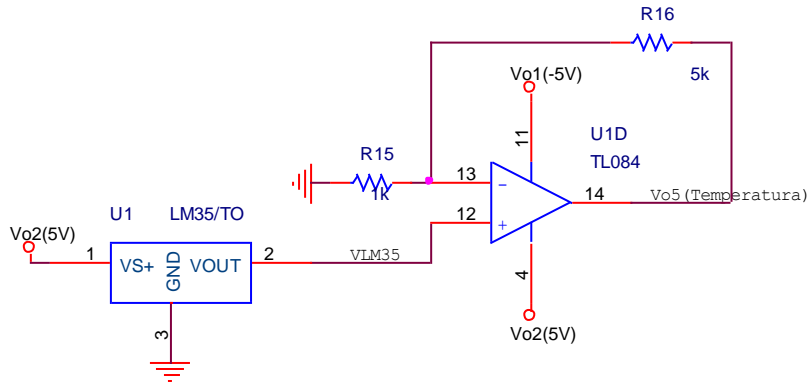 R16
5k
Vo1(-5V)
11
U1D
TL084
R15
1k
13
12
14
Vo5(Temperatura)
4
Vo2(5V)
U1
LM35/TO
Vo2(5V)
1
VS+
GND
VOUT
2
VLM35
3